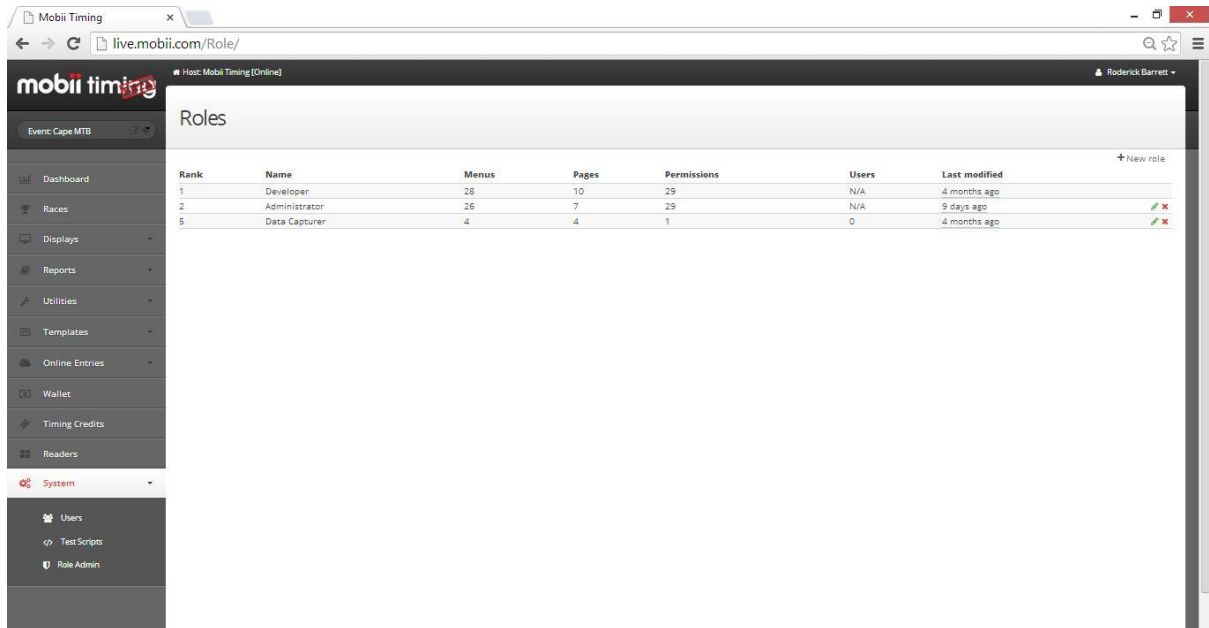 Mobii Timing
live.mobii.com/Role/
mobii timing
Host: Mobii Timing [Online]
Roderick Barrett
Event: Cape MTB
Roles
New role
Rank Name Menus Pages Permissions Users Last modified
1 Developer 28 10 29 N/A 4 months ago
2 Administrator 26 7 29 N/A 9 days ago
5 Data Capturer 4 4 1 0 4 months ago
Dashboard
Races
Displays
Reports
Utilities
Templates
Online Entries
Wallet
Timing Credits
Readers
System
Users
Test Scripts
Role Admin